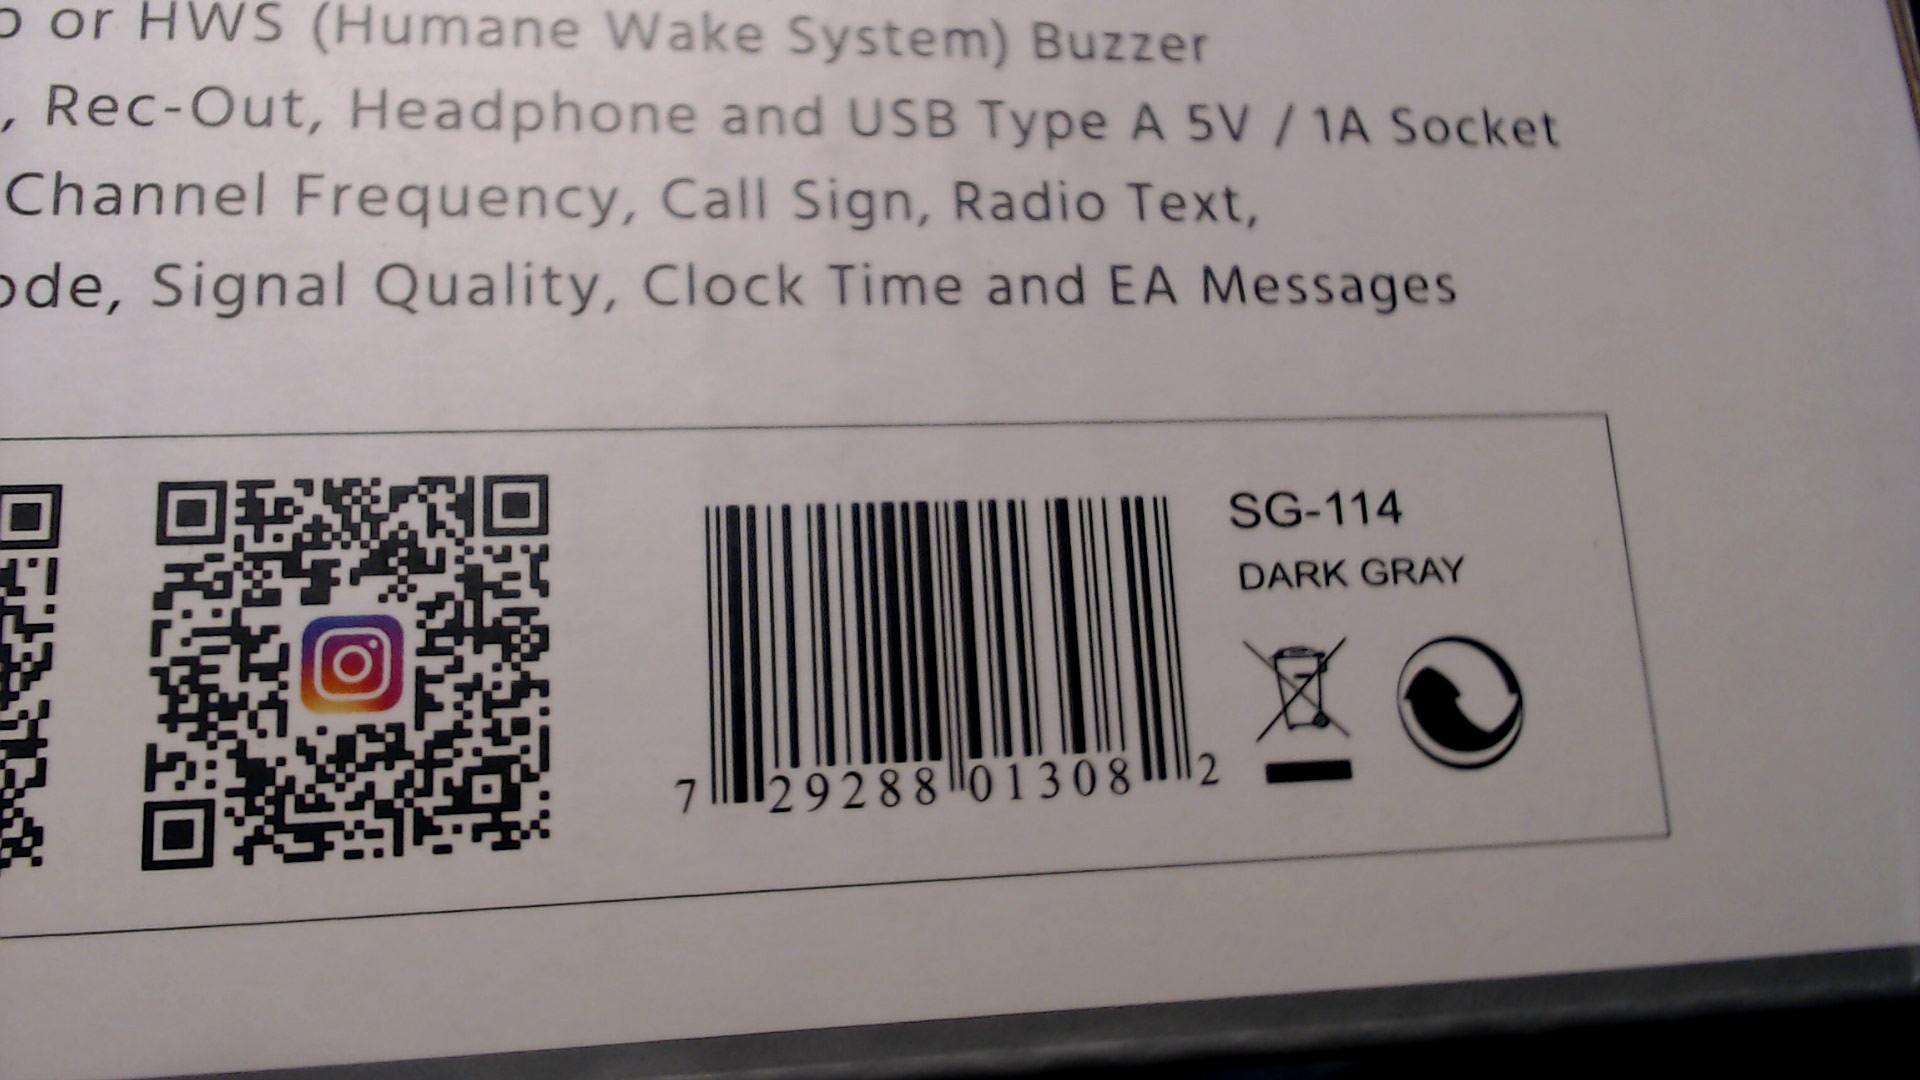 or HWS (Humane Wake System) Buzzer
, Rec-Out, Headphone and USB Type A 5V / 1A Socket
Channel Frequency, Call Sign, Radio Text,
ode, Signal Quality, Clock Time and EA Messages
SG-114
DARK GRAY
7 29288 01308 2